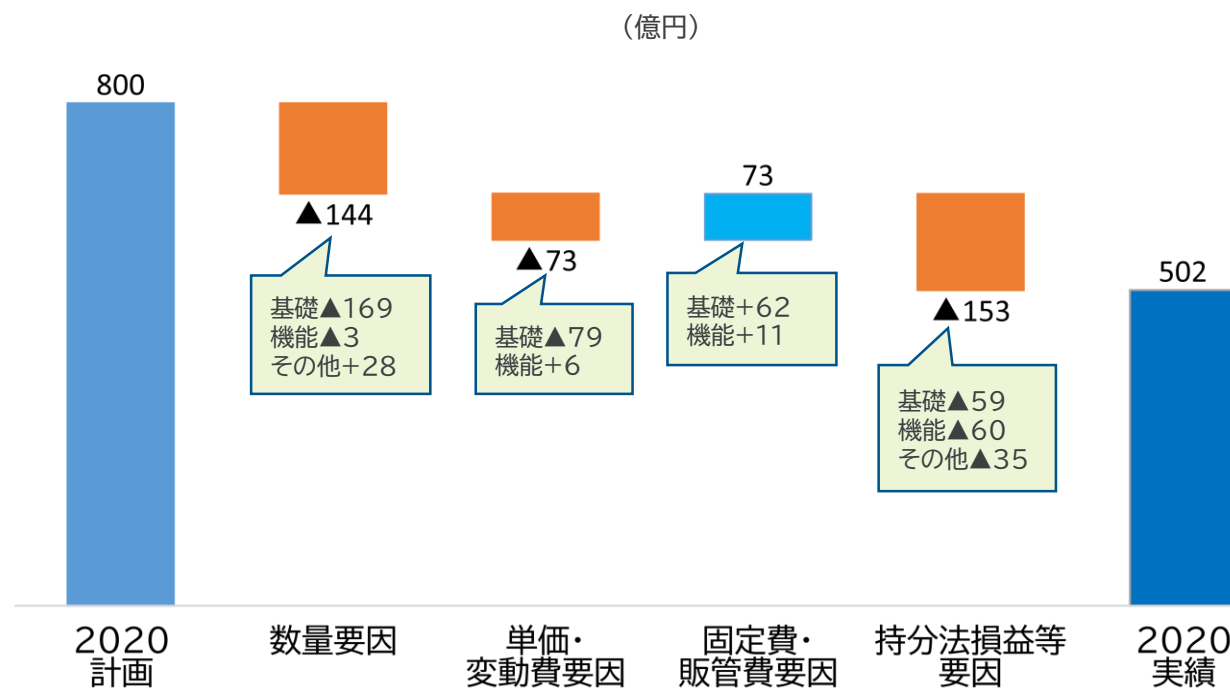 （億円）
800
▲144
基礎▲169
機能▲3
その他+28
▲73
基礎▲79
機能+6
73
基礎+62
機能+11
▲153
基礎▲59
機能▲60
その他▲35
502
2020
計画
数量要因
単価・
変動費要因
固定費・
販管費要因
持分法損益等
要因
2020
実績